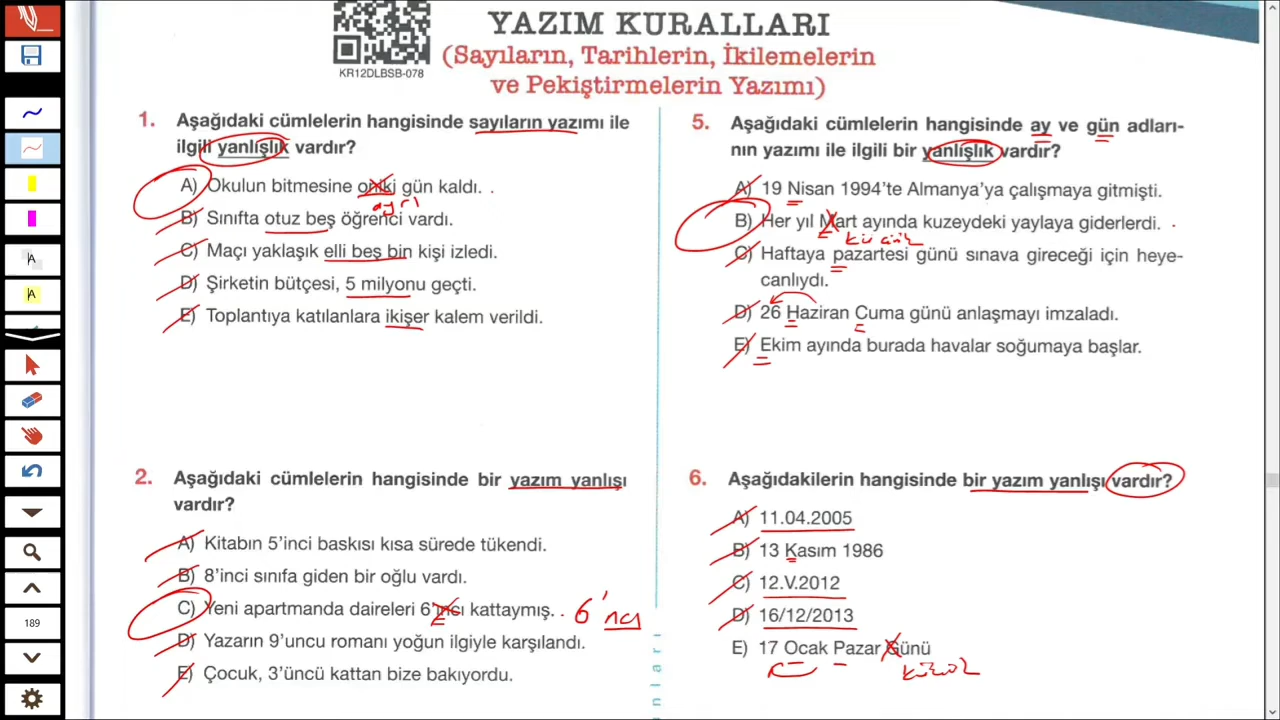 YAZIM KURALLARI
(Sayıların, Tarihlerin, İkilemelerin
ve Pekiştirmelerin Yazımı)
KR12DLBSB-078
1. Aşağıdaki cümlelerin hangisinde sayıların yazımı ile
ilgili yanlışlık vardır?
A) Okulun bitmesine oniki gün kaldı.
ayrı
B) Sınıfta otuz beş öğrenci vardı.
C) Maçı yaklaşık elli beş bin kişi izledi.
D) Şirketin bütçesi, 5 milyonu geçti.
E) Toplantıya katılanlara ikişer kalem verildi.
2. Aşağıdaki cümlelerin hangisinde bir yazım yanlışı
vardır?
A) Kitabın 5'inci baskısı kısa sürede tükendi.
B) 8'inci sınıfa giden bir oğlu vardı.
C) Yeni apartmanda daireleri 6'ıncı kattaymış. 6'ncı
D) Yazarın 9'uncu romanı yoğun ilgiyle karşılandı.
E) Çocuk, 3'üncü kattan bize bakıyordu.
5. Aşağıdaki cümlelerin hangisinde ay ve gün adları-
nın yazımı ile ilgili bir yanlışlık vardır?
A) 19 Nisan 1994'te Almanya'ya çalışmaya gitmişti.
B) Her yıl Mart ayında kuzeydeki yaylaya giderlerdi.
küçük
C) Haftaya pazartesi günü sınava gireceği için heye-
canlıydı.
D) 26 Haziran Cuma günü anlaşmayı imzaladı.
E) Ekim ayında burada havalar soğumaya başlar.
6. Aşağıdakilerin hangisinde bir yazım yanlışı vardır?
A) 11.04.2005
B) 13 Kasım 1986
C) 12.V.2012
D) 16/12/2013
E) 17 Ocak Pazar Günü
küçük
A
A
189